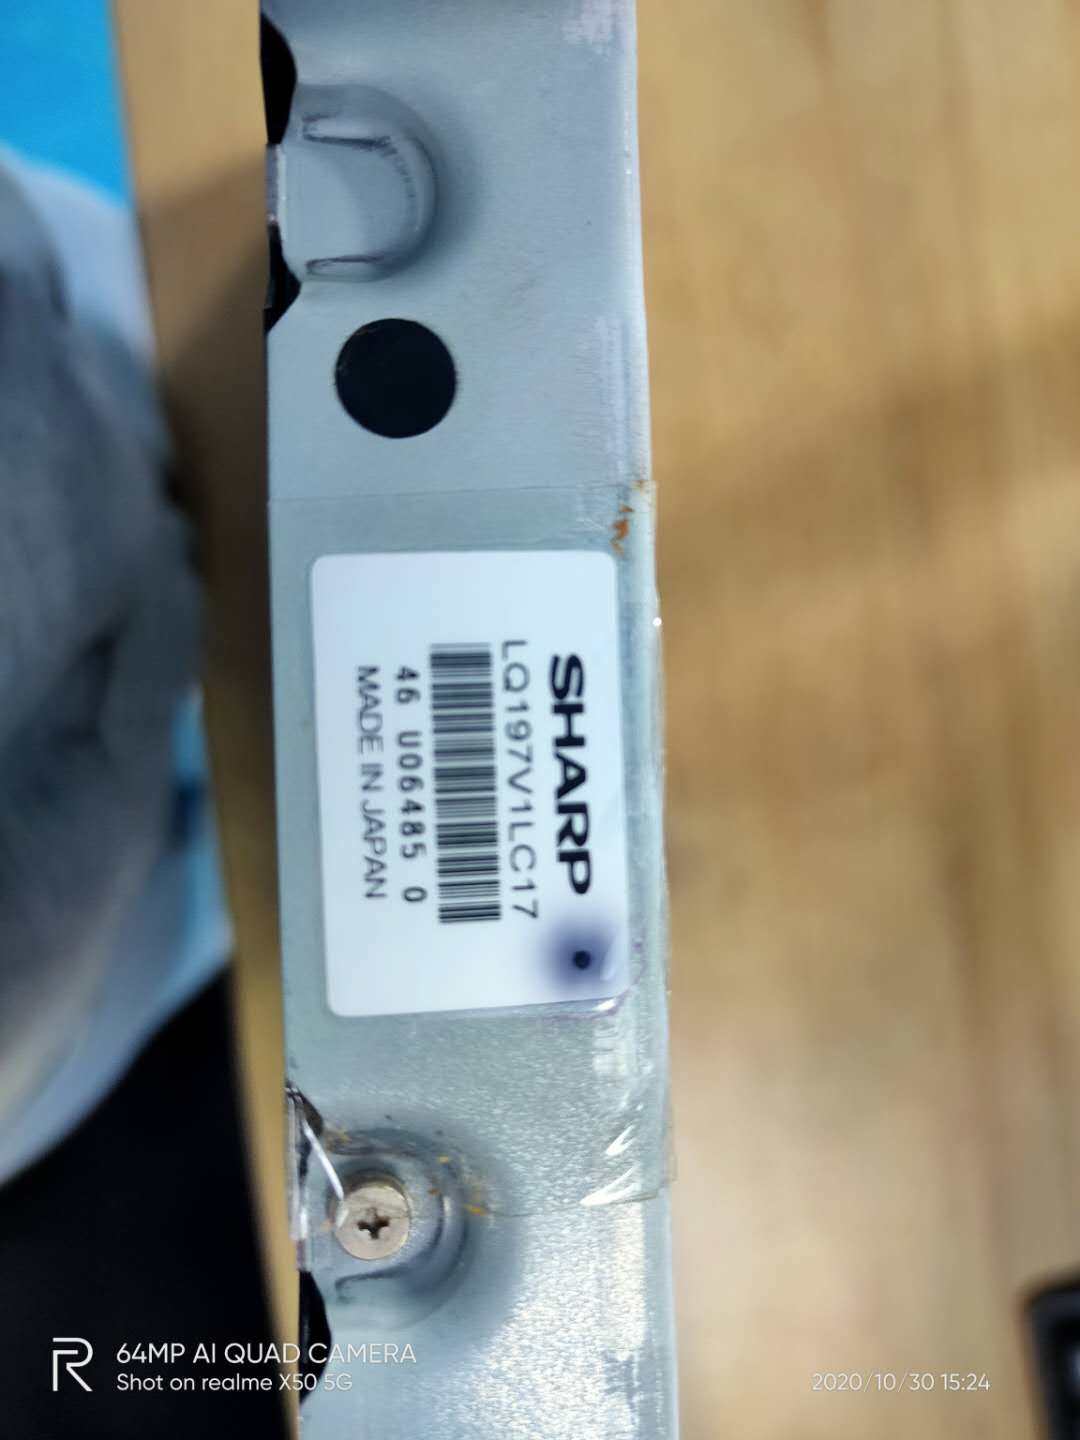 SHARP
LQ197V1LC17
46 U06485 0
MADE IN JAPAN
64MP AI QUAD CAMERA
Shot on realme X50 5G
2020/10/30 15:24